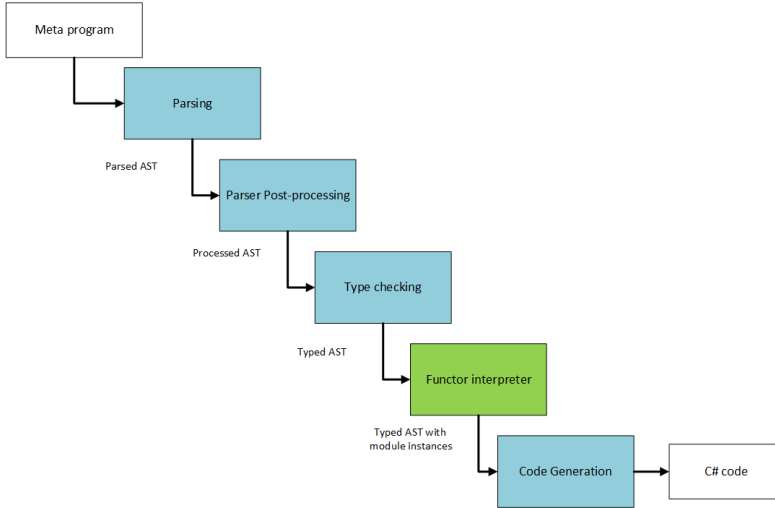 Meta program
Parsing
Parsed AST
Parser Post-processing
Processed AST
Type checking
Typed AST
Functor interpreter
Typed AST with
module instances
Code Generation
C# code